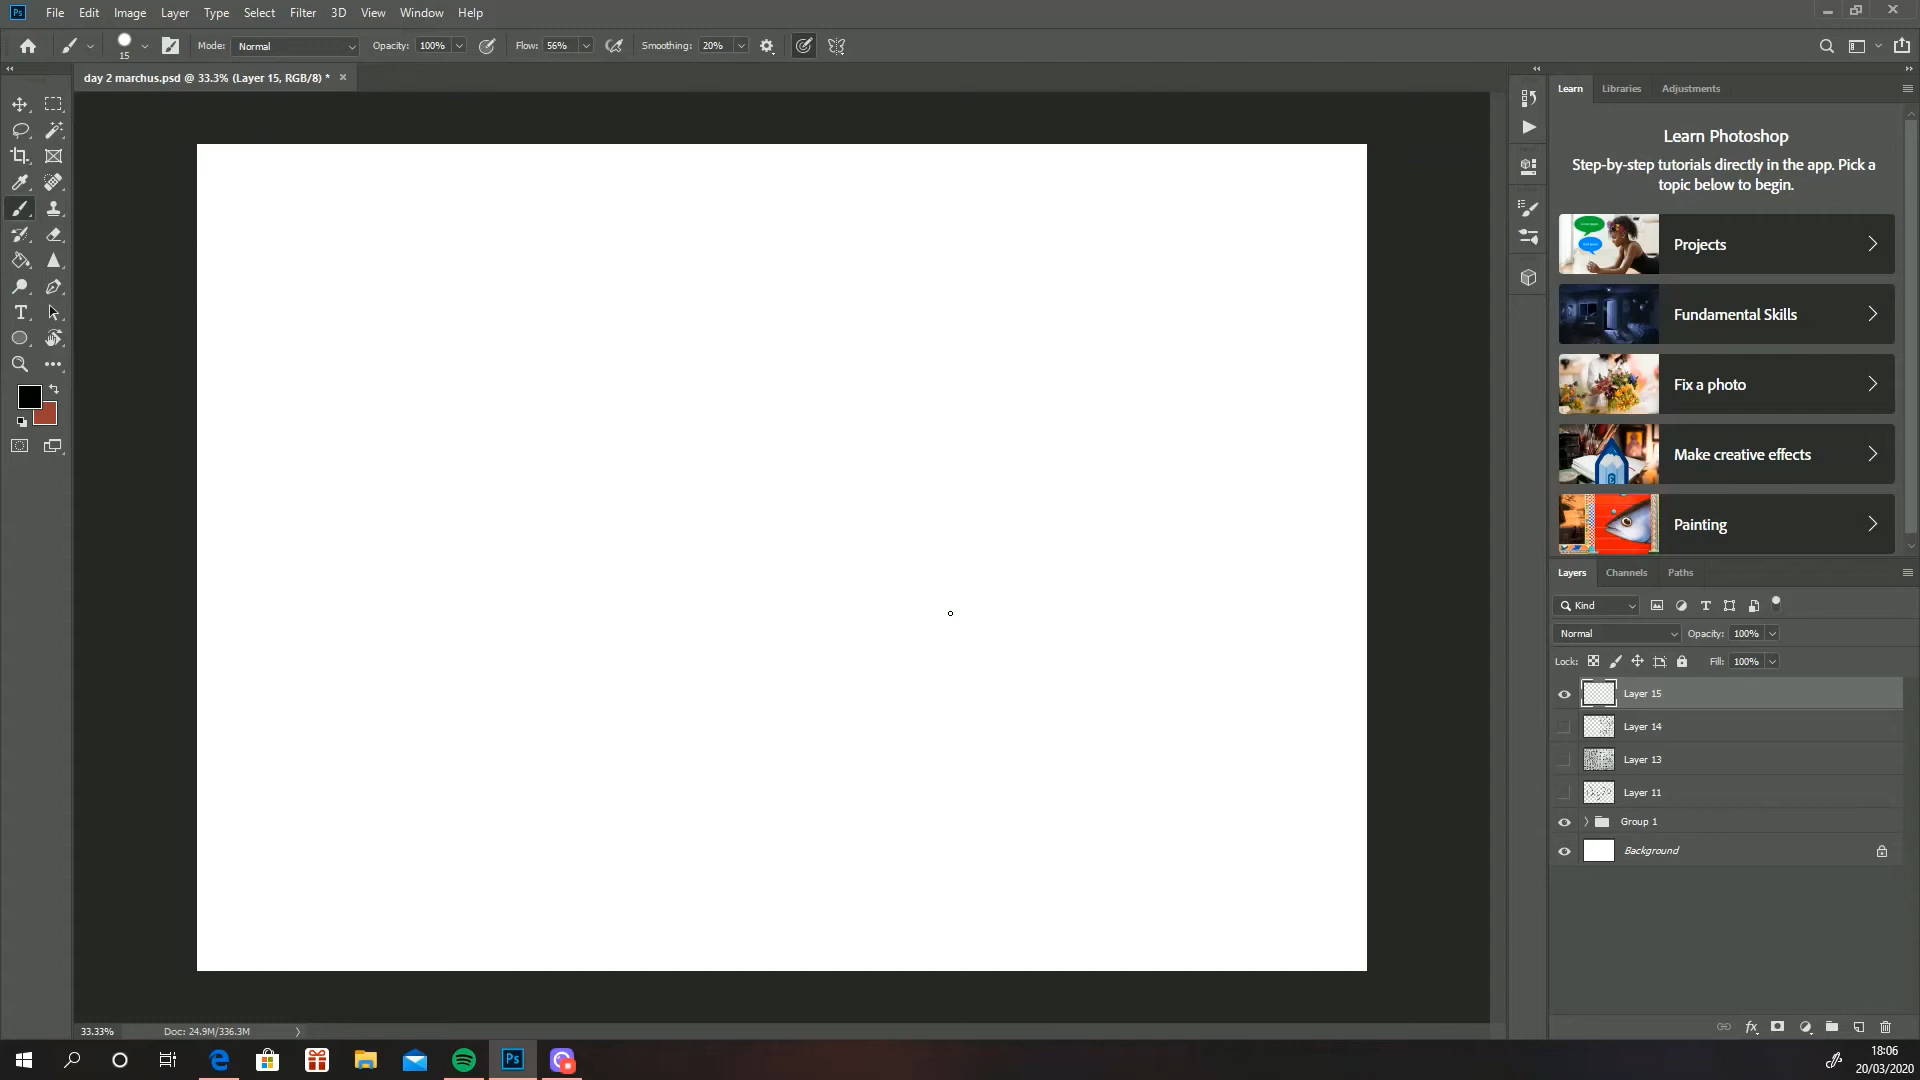 Ps File Edit Image Layer Type Select Filter 3D View Window Help
15 Mode: Normal Opacity: 100% Flow: 56% Smoothing: 20%
day 2 marchus.psd @ 33.3% (Layer 15, RGB/8) *
Learn Libraries Adjustments
Learn Photoshop
Step-by-step tutorials directly in the app. Pick a
topic below to begin.
Projects
Fundamental Skills
Fix a photo
Make creative effects
Painting
Layers Channels Paths
Kind
Normal Opacity: 100%
Lock: Fill: 100%
Layer 15
Layer 14
Layer 13
Layer 11
Group 1
Background
33.33% Doc: 24.9M/336.3M
Ps
18:06
20/03/2020